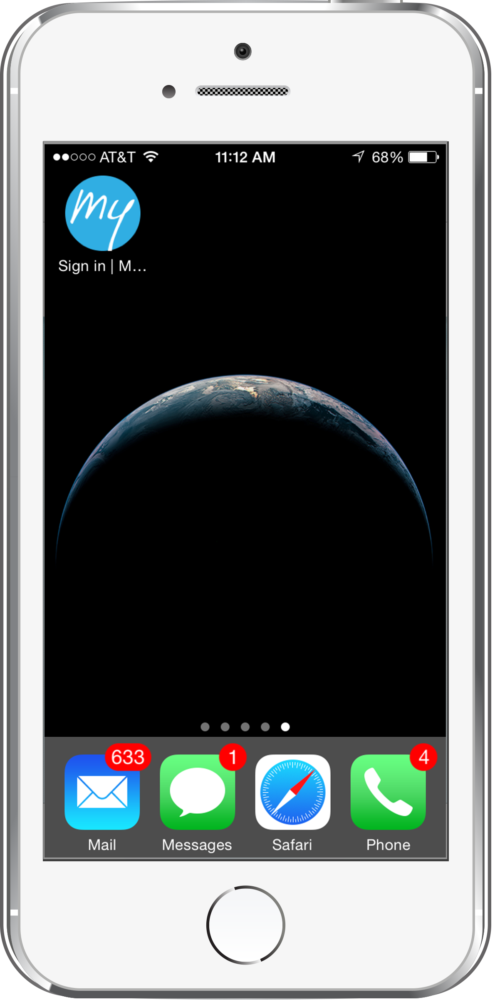 AT&T 11:12 AM 68%
my
Sign in | M...
633 1 4
Mail Messages Safari Phone